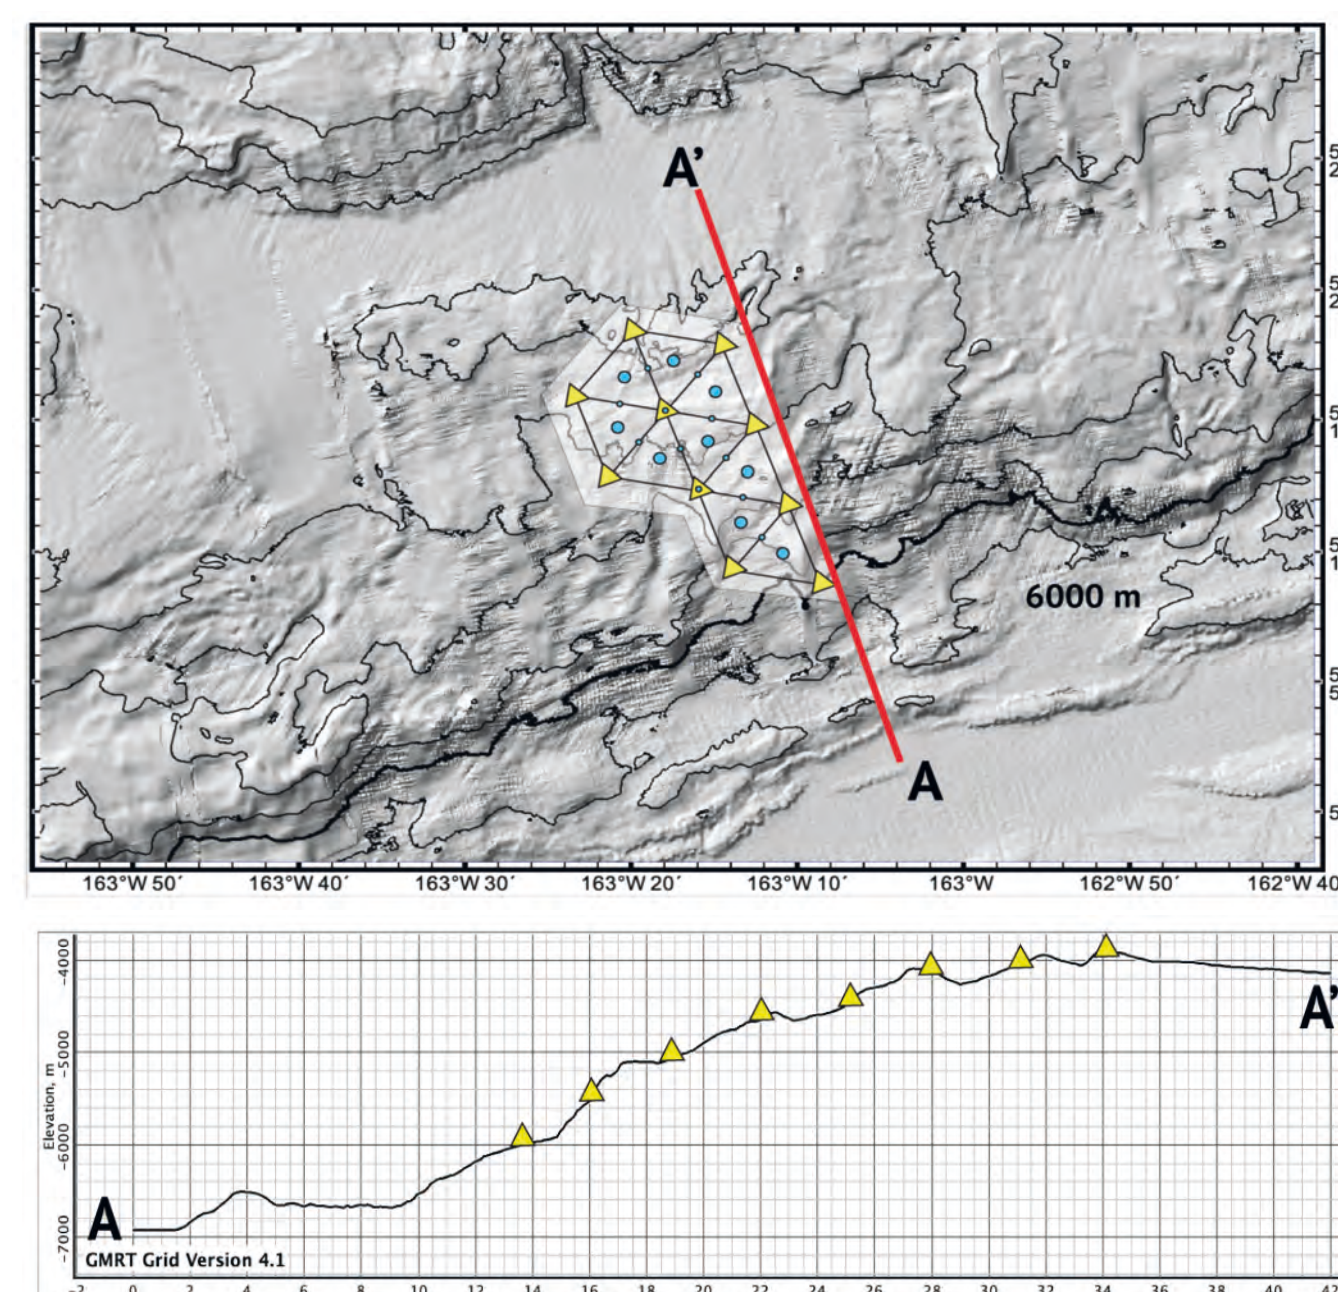 A'
6000 m
A
163°W 50'
163°W 40'
163°W 30'
163°W 20'
163°W 10'
163°W
162°W 50'
162°W 40
-4000
-5000
-6000
-7000
Elevation, m
A
A'
GMRT Grid Version 4.1
-2 0 2 4 6 8 10 12 14 16 18 20 22 24 26 28 30 32 34 36 38 40 42